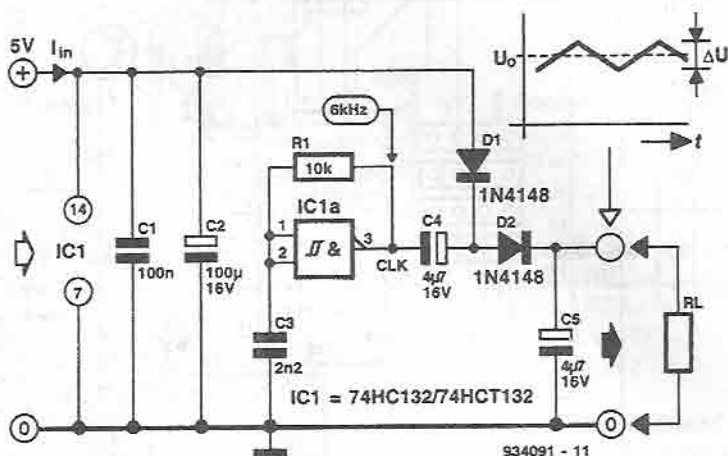 5V
Iin
+
14
IC1
7
C1
100n
C2
100µ
16V
R1
10k
6kHz
IC1a
1
2
&
3
CLK
C3
2n2
C4
4µ7
16V
D1
1N4148
D2
1N4148
C5
4µ7
16V
RL
Uo
ΔU
t
IC1 = 74HC132/74HCT132
0
0
934091 - 11